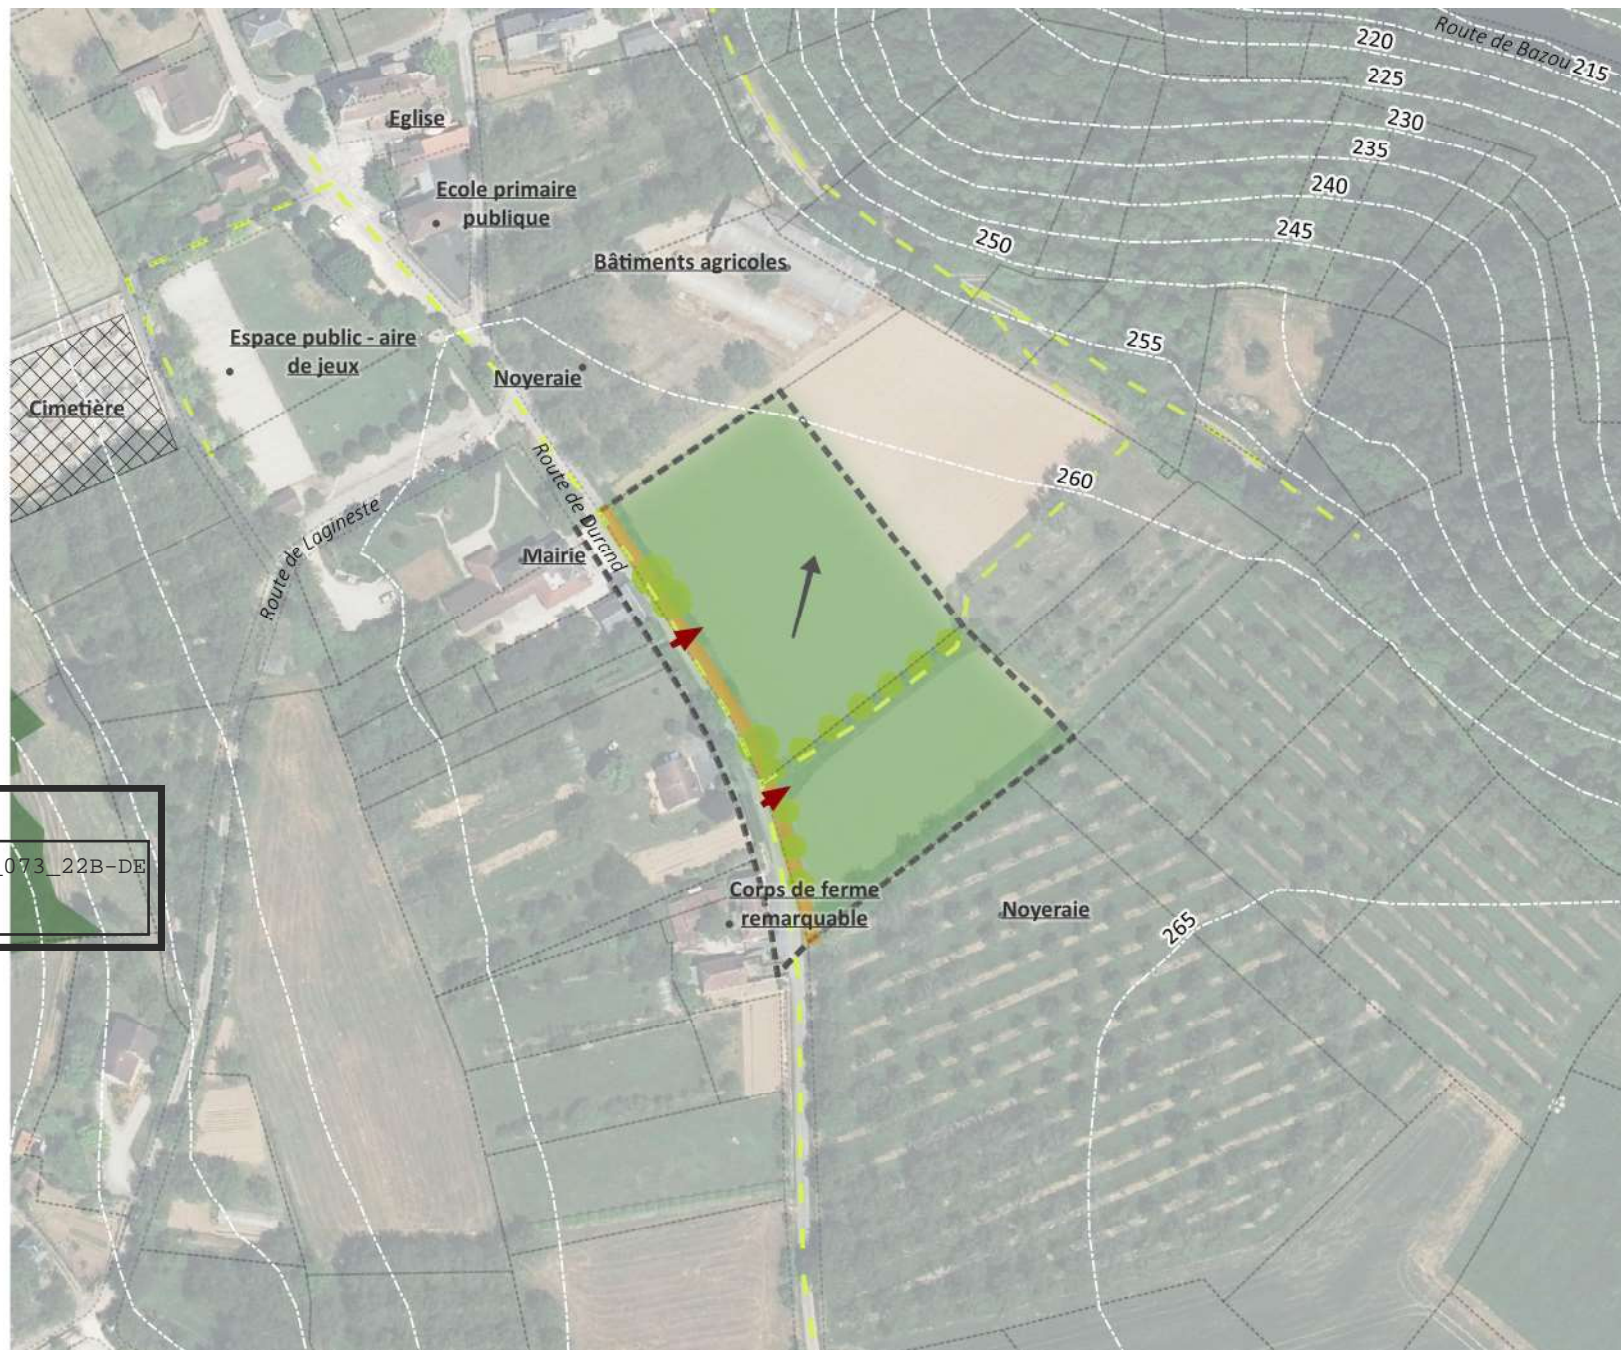 220
Route de Bazou
215
225
Eglise
230
235
Ecole primaire
publique
240
245
250
Bâtiments agricoles
Espace public - aire
de jeux
255
Noyeraie
Cimetière
Route de Durand
260
Route de Lagineste
Mairie
_073_22B-DE
Corps de ferme
remarquable
Noyeraie
265